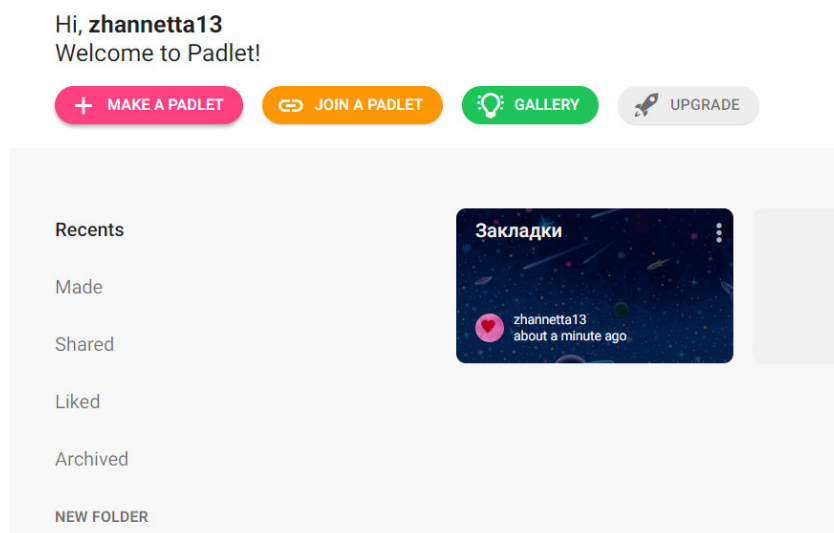 Hi, zhannetta13
Welcome to Padlet!
MAKE A PADLET
JOIN A PADLET
GALLERY
UPGRADE
Recents
Made
Shared
Liked
Archived
NEW FOLDER
Закладки
zhannetta13
about a minute ago